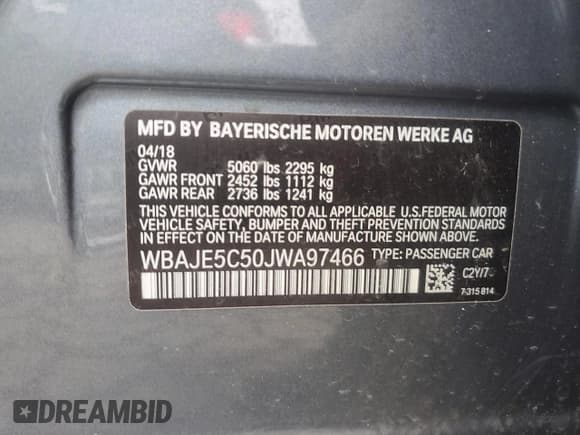 MFD BY BAYERISCHE MOTOREN WERKE AG
04/18
GVWR 5060 lbs 2295 kg
GAWR FRONT 2452 lbs 1112 kg
GAWR REAR 2736 lbs 1241 kg
THIS VEHICLE CONFORMS TO ALL APPLICABLE U.S.FEDERAL MOTOR
VEHICLE SAFETY, BUMPER AND THEFT PREVENTION STANDARDS
IN EFFECT ON THE DATE OF MANUFACTURE SHOWN ABOVE.
WBAJE5C50JWA97466 TYPE: PASSENGER CAR
C2Y/7
7 315 814
DREAMBID